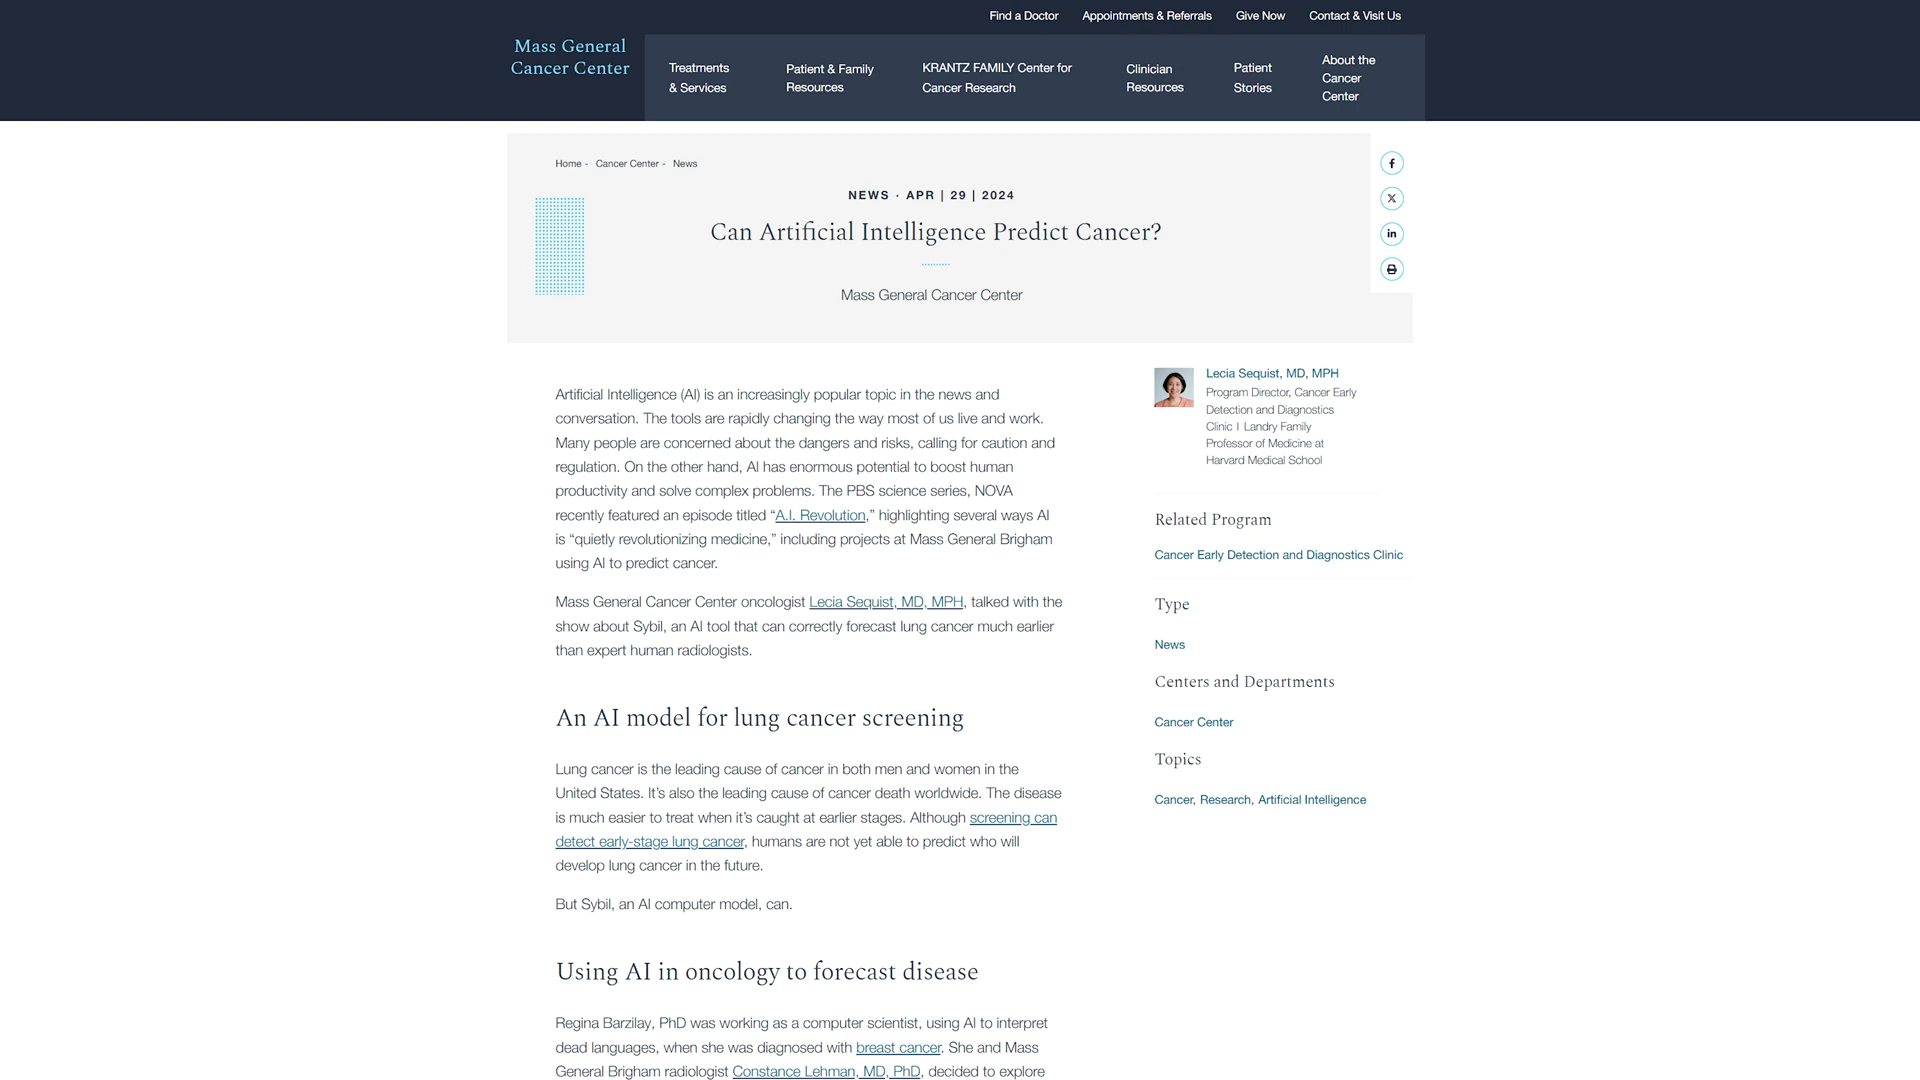 Find a Doctor Appointments & Referrals Give Now Contact & Visit Us
Mass General
Cancer Center
Treatments
& Services
Patient & Family
Resources
KRANTZ FAMILY Center for
Cancer Research
Clinician
Resources
Patient
Stories
About the
Cancer
Center
Home - Cancer Center - News
NEWS · APR | 29 | 2024
Can Artificial Intelligence Predict Cancer?
Mass General Cancer Center
Artificial Intelligence (AI) is an increasingly popular topic in the news and
conversation. The tools are rapidly changing the way most of us live and work.
Many people are concerned about the dangers and risks, calling for caution and
regulation. On the other hand, AI has enormous potential to boost human
productivity and solve complex problems. The PBS science series, NOVA
recently featured an episode titled “A.I. Revolution,” highlighting several ways AI
is “quietly revolutionizing medicine,” including projects at Mass General Brigham
using AI to predict cancer.
Mass General Cancer Center oncologist Lecia Sequist, MD, MPH, talked with the
show about Sybil, an AI tool that can correctly forecast lung cancer much earlier
than expert human radiologists.
An AI model for lung cancer screening
Lung cancer is the leading cause of cancer in both men and women in the
United States. It’s also the leading cause of cancer death worldwide. The disease
is much easier to treat when it’s caught at earlier stages. Although screening can
detect early-stage lung cancer, humans are not yet able to predict who will
develop lung cancer in the future.
But Sybil, an AI computer model, can.
Using AI in oncology to forecast disease
Regina Barzilay, PhD was working as a computer scientist, using AI to interpret
dead languages, when she was diagnosed with breast cancer. She and Mass
General Brigham radiologist Constance Lehman, MD, PhD, decided to explore
Lecia Sequist, MD, MPH
Program Director, Cancer Early
Detection and Diagnostics
Clinic | Landry Family
Professor of Medicine at
Harvard Medical School
Related Program
Cancer Early Detection and Diagnostics Clinic
Type
News
Centers and Departments
Cancer Center
Topics
Cancer, Research, Artificial Intelligence